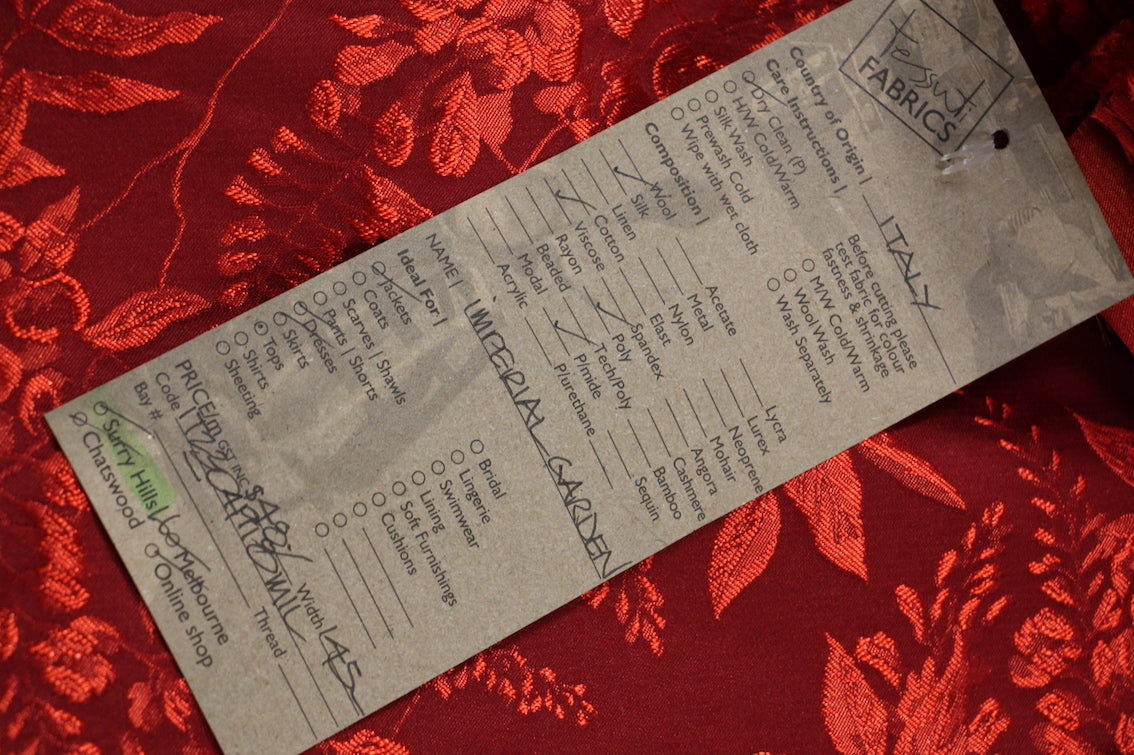 Tessuti
FABRICS
Country of Origin | ITALY
Care Instructions |
Dry Clean (P)
H/W Cold/Warm
Silk Wash
Prewash Cold
Wipe with wet cloth
Before cutting please
test fabric for colour
fastness & shrinkage
M/W Cold/Warm
Wool Wash
Wash Separately
Composition |
Wool
Silk
Linen
Cotton
Viscose
Rayon
Beaded
Modal
Acrylic
Acetate
Metal
Nylon
Elast
Spandex
Poly
Tech/Poly
P/mide
P/urethane
Lycra
Lurex
Neoprene
Mohair
Angora
Cashmere
Bamboo
Sequin
NAME | IMPERIAL GARDEN
Ideal For |
Jackets
Coats
Scarves | Shawls
Pants | Shorts
Dresses
Skirts
Tops
Shirts
Sheeting
Bridal
Lingerie
Swimwear
Lining
Soft Furnishings
Cushions
PRICE/m GST INC Width | 145
Code |
Bay # Thread
Surry Hills Melbourne
Chatswood Online shop